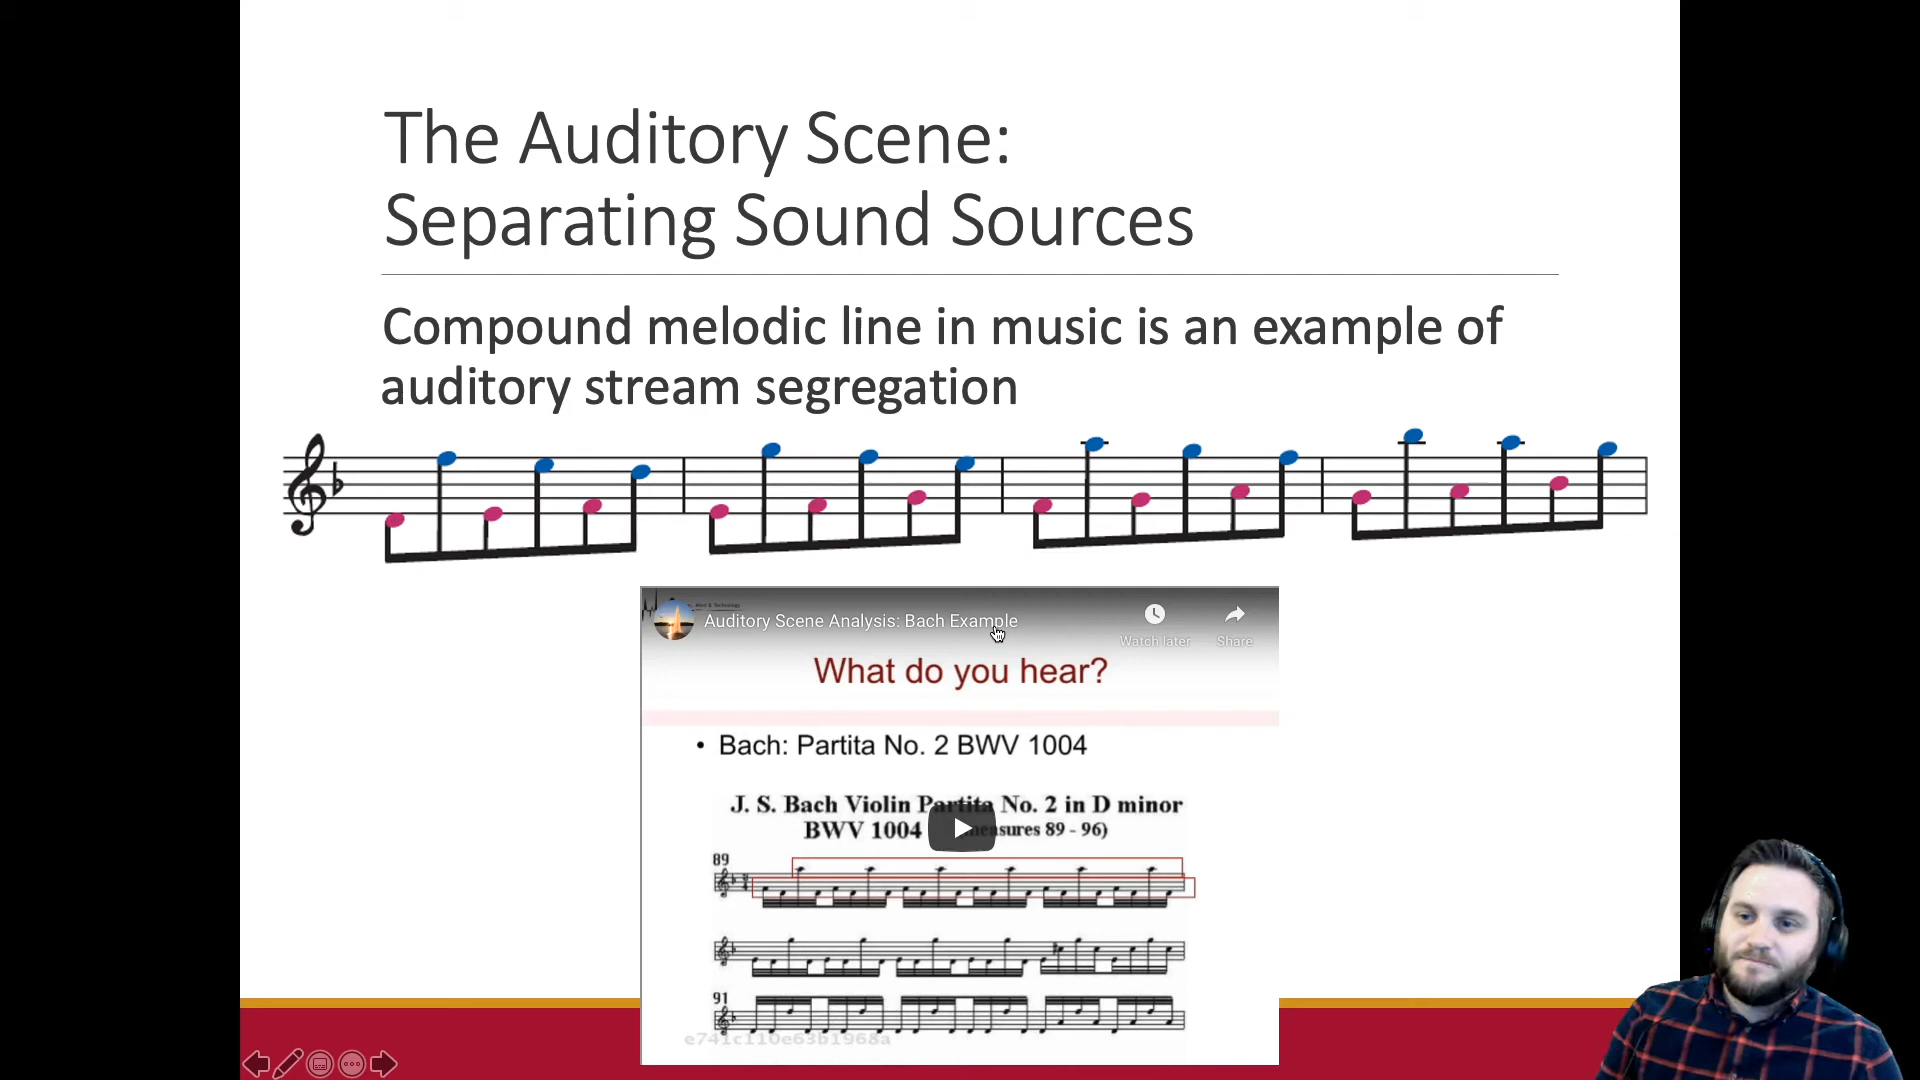 The Auditory Scene:
Separating Sound Sources
Compound melodic line in music is an example of
auditory stream segregation
Auditory Scene Analysis: Bach Example
Watch later
Share
What do you hear?
• Bach: Partita No. 2 BWV 1004
J. S. Bach Violin Partita No. 2 in D minor
BWV 1004 measures 89 - 96)
89
91
e741c110e63b1968a